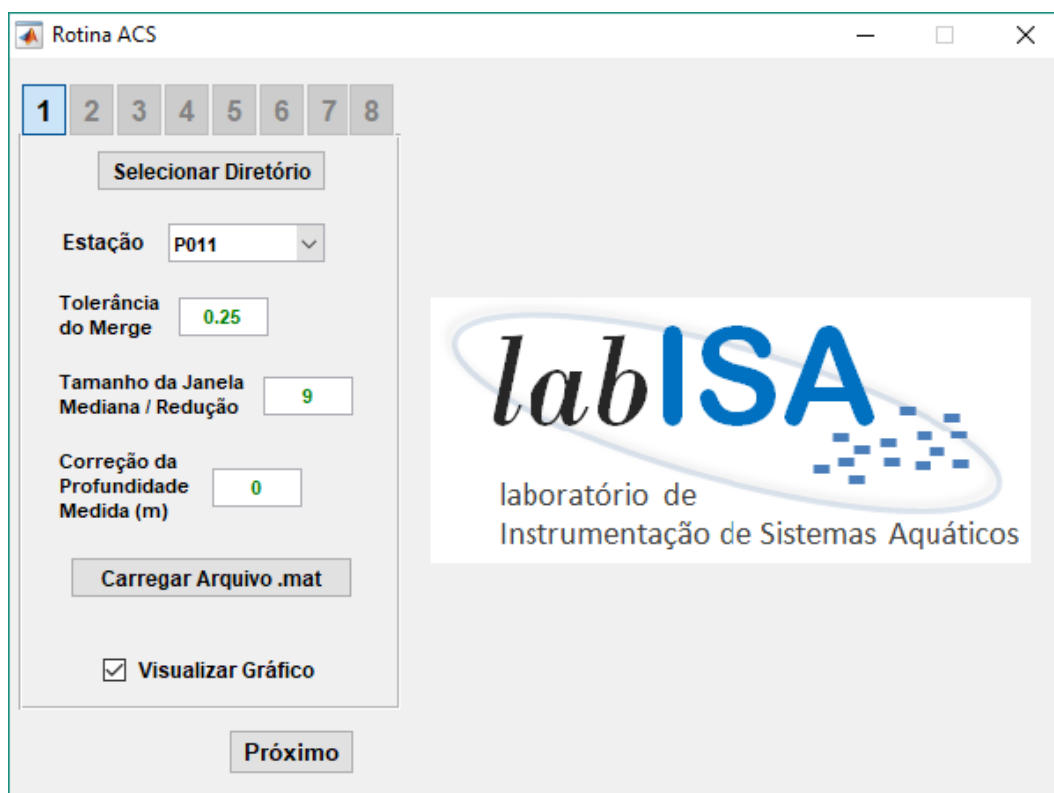 Rotina ACS
1 2 3 4 5 6 7 8
Selecionar Diretório
Estação P011
Tolerância
do Merge
0.25
Tamanho da Janela
Mediana / Redução
9
Correção da
Profundidade
Medida (m)
0
Carregar Arquivo .mat
Visualizar Gráfico
Próximo
labISA
laboratório de
Instrumentação de Sistemas Aquáticos